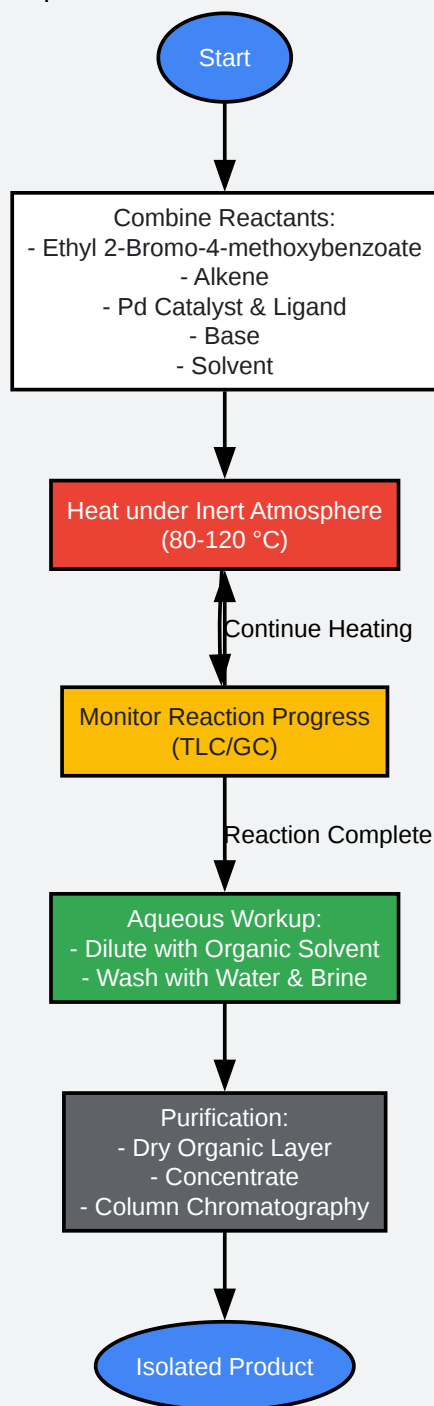 Start
Combine Reactants:
- Ethyl 2-Bromo-4-methoxybenzoate
- Alkene
- Pd Catalyst & Ligand
- Base
- Solvent
Heat under Inert Atmosphere
(80-120 °C)
Continue Heating
Monitor Reaction Progress
(TLC/GC)
Reaction Complete
Aqueous Workup:
- Dilute with Organic Solvent
- Wash with Water & Brine
Purification:
- Dry Organic Layer
- Concentrate
- Column Chromatography
Isolated Product